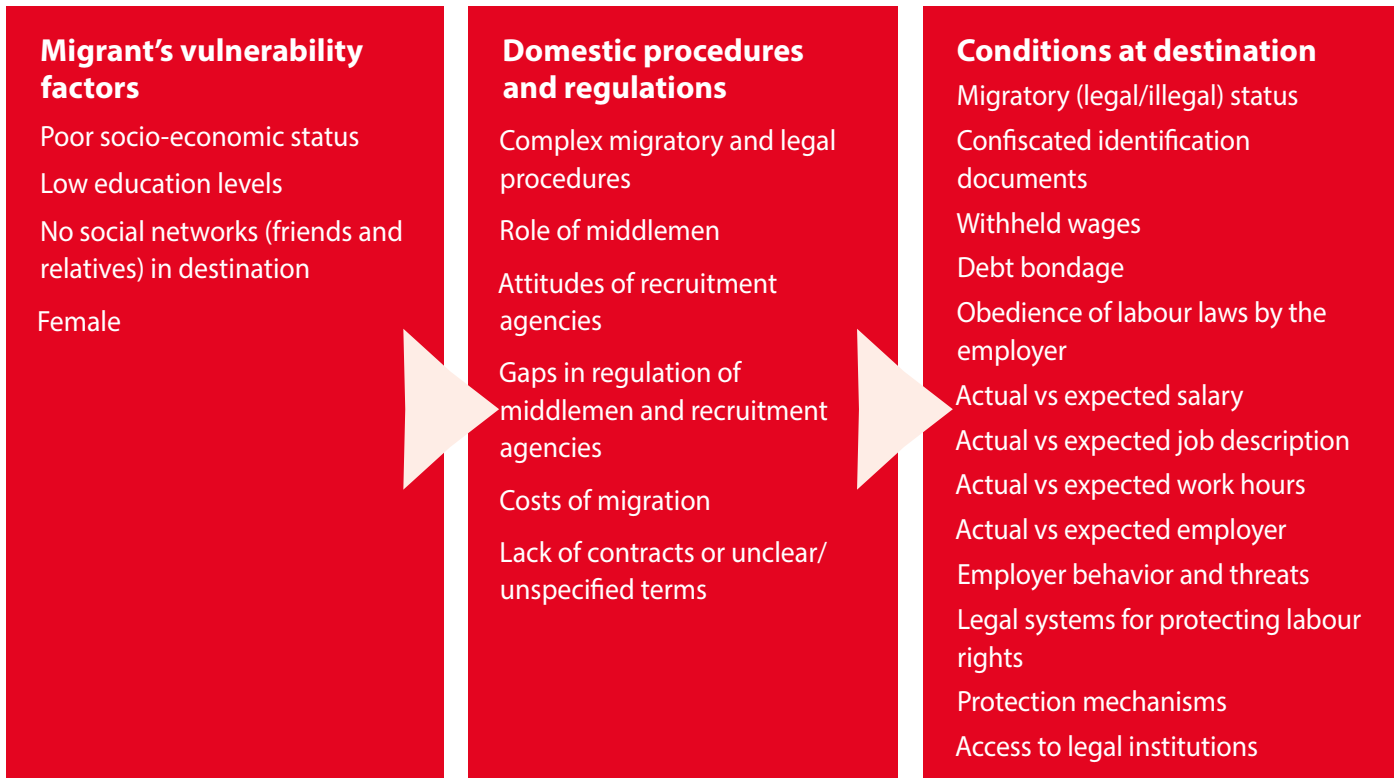 Migrant’s vulnerability
factors
Poor socio-economic status
Low education levels
No social networks (friends and
relatives) in destination
Female
Domestic procedures
and regulations
Complex migratory and legal
procedures
Role of middlemen
Attitudes of recruitment
agencies
Gaps in regulation of
middlemen and recruitment
agencies
Costs of migration
Lack of contracts or unclear/
unspecified terms
Conditions at destination
Migratory (legal/illegal) status
Confiscated identification
documents
Withheld wages
Debt bondage
Obedience of labour laws by the
employer
Actual vs expected salary
Actual vs expected job description
Actual vs expected work hours
Actual vs expected employer
Employer behavior and threats
Legal systems for protecting labour
rights
Protection mechanisms
Access to legal institutions